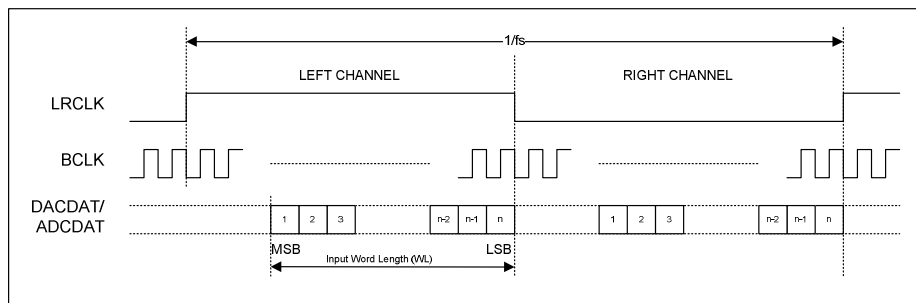 1/fs
LEFT CHANNEL RIGHT CHANNEL
LRCLK
BCLK
DACDAT/
ADCDAT
1 2 3 n-2 n-1 n 1 2 3 n-2 n-1 n
MSB LSB
Input Word Length (WL)